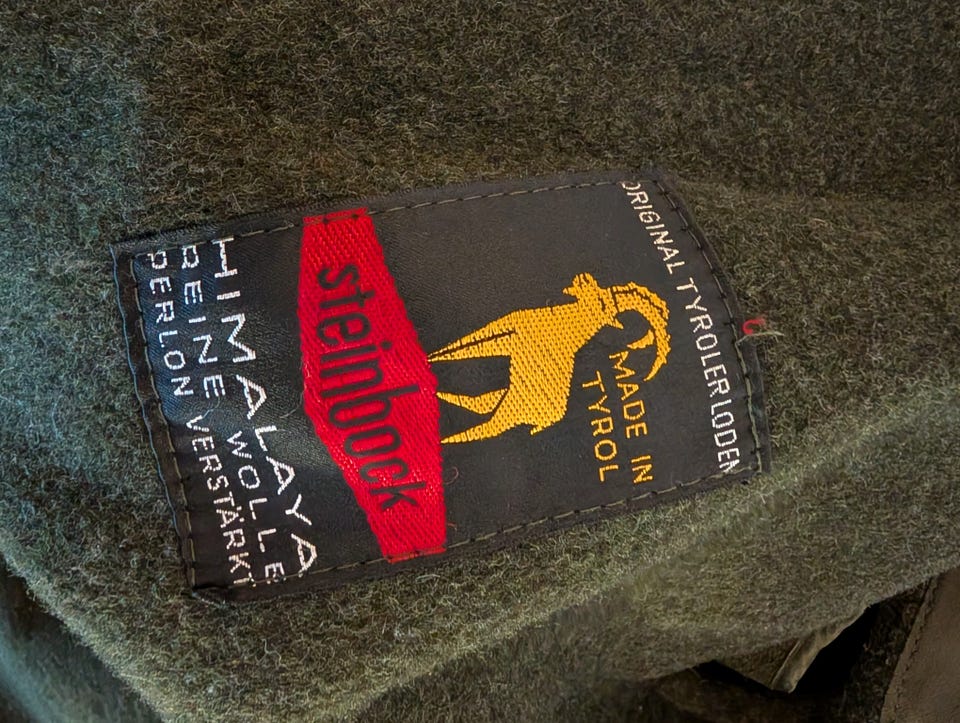 ORIGINAL TYROLER LODEN
MADE IN
TYROL
steinbock
HIMALAYA
REINE WOLLE
PERLON VERSTÄRKT